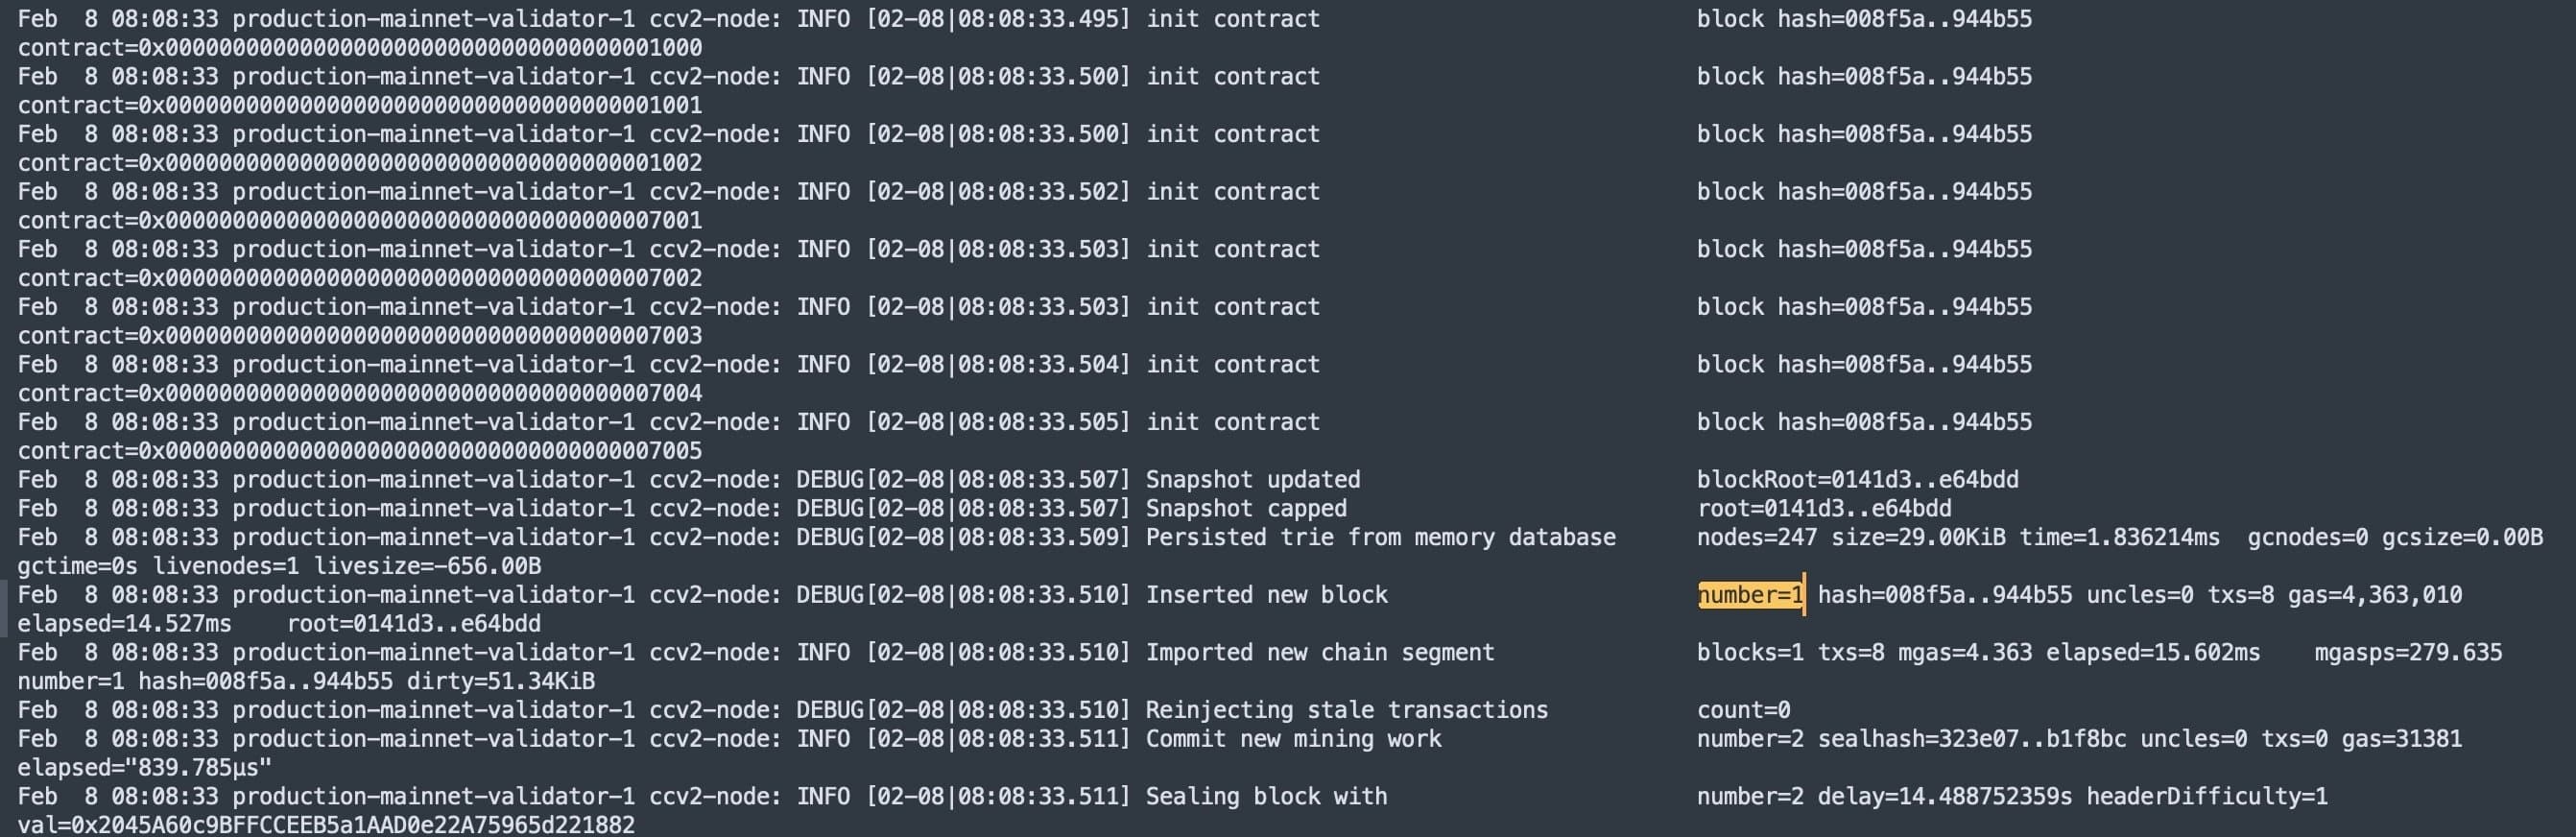 Feb  8 08:08:33 production-mainnet-validator-1 ccv2-node: INFO [02-08|08:08:33.495] init contract                            block hash=008f5a..944b55
contract=0x0000000000000000000000000000000000001000
Feb  8 08:08:33 production-mainnet-validator-1 ccv2-node: INFO [02-08|08:08:33.500] init contract                            block hash=008f5a..944b55
contract=0x0000000000000000000000000000000000001001
Feb  8 08:08:33 production-mainnet-validator-1 ccv2-node: INFO [02-08|08:08:33.500] init contract                            block hash=008f5a..944b55
contract=0x0000000000000000000000000000000000001002
Feb  8 08:08:33 production-mainnet-validator-1 ccv2-node: INFO [02-08|08:08:33.502] init contract                            block hash=008f5a..944b55
contract=0x0000000000000000000000000000000000007001
Feb  8 08:08:33 production-mainnet-validator-1 ccv2-node: INFO [02-08|08:08:33.503] init contract                            block hash=008f5a..944b55
contract=0x0000000000000000000000000000000000007002
Feb  8 08:08:33 production-mainnet-validator-1 ccv2-node: INFO [02-08|08:08:33.503] init contract                            block hash=008f5a..944b55
contract=0x0000000000000000000000000000000000007003
Feb  8 08:08:33 production-mainnet-validator-1 ccv2-node: INFO [02-08|08:08:33.504] init contract                            block hash=008f5a..944b55
contract=0x0000000000000000000000000000000000007004
Feb  8 08:08:33 production-mainnet-validator-1 ccv2-node: INFO [02-08|08:08:33.505] init contract                            block hash=008f5a..944b55
contract=0x0000000000000000000000000000000000007005
Feb  8 08:08:33 production-mainnet-validator-1 ccv2-node: DEBUG[02-08|08:08:33.507] Snapshot updated                         blockRoot=0141d3..e64bdd
Feb  8 08:08:33 production-mainnet-validator-1 ccv2-node: DEBUG[02-08|08:08:33.507] Snapshot capped                          root=0141d3..e64bdd
Feb  8 08:08:33 production-mainnet-validator-1 ccv2-node: DEBUG[02-08|08:08:33.509] Persisted trie from memory database      nodes=247 size=29.00KiB time=1.836214ms  gcnodes=0 gcsize=0.00B
gctime=0s livenodes=1 livesize=-656.00B
Feb  8 08:08:33 production-mainnet-validator-1 ccv2-node: DEBUG[02-08|08:08:33.510] Inserted new block                       number=1 hash=008f5a..944b55 uncles=0 txs=8 gas=4,363,010
elapsed=14.527ms    root=0141d3..e64bdd
Feb  8 08:08:33 production-mainnet-validator-1 ccv2-node: INFO [02-08|08:08:33.510] Imported new chain segment               blocks=1 txs=8 mgas=4.363 elapsed=15.602ms    mgasps=279.635
number=1 hash=008f5a..944b55 dirty=51.34KiB
Feb  8 08:08:33 production-mainnet-validator-1 ccv2-node: DEBUG[02-08|08:08:33.510] Reinjecting stale transactions           count=0
Feb  8 08:08:33 production-mainnet-validator-1 ccv2-node: INFO [02-08|08:08:33.511] Commit new mining work                   number=2 sealhash=323e07..b1f8bc uncles=0 txs=0 gas=31381
elapsed="839.785µs"
Feb  8 08:08:33 production-mainnet-validator-1 ccv2-node: INFO [02-08|08:08:33.511] Sealing block with                       number=2 delay=14.488752359s headerDifficulty=1
val=0x2045A60c9BFFCCEEB5a1AAD0e22A75965d221882